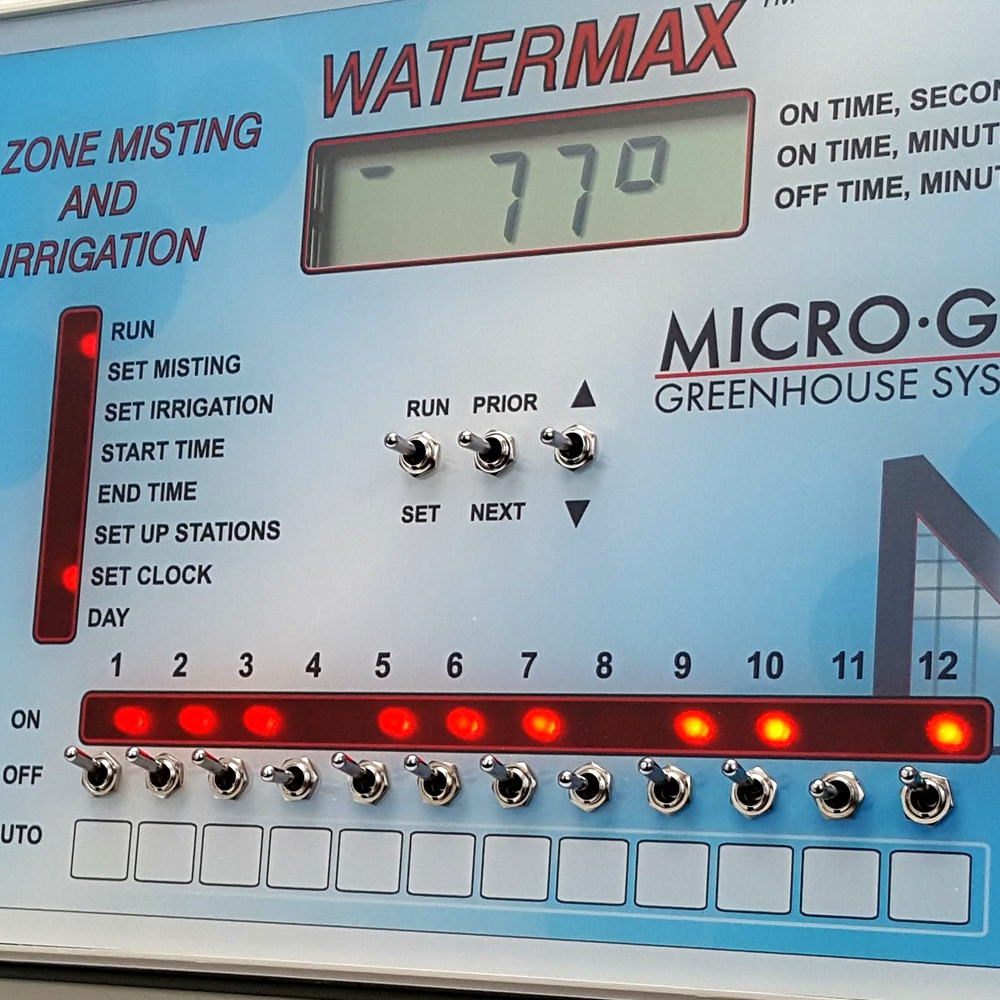 WATERMAX™
ZONE MISTING
AND
IRRIGATION
- 77°
ON TIME, SECON
ON TIME, MINUT
OFF TIME, MINUT
MICRO·G
GREENHOUSE SYS
RUN
SET MISTING
SET IRRIGATION
START TIME
END TIME
SET UP STATIONS
SET CLOCK
DAY
RUN PRIOR ▲
SET NEXT ▼
1 2 3 4 5 6 7 8 9 10 11 12
ON
OFF
UTO